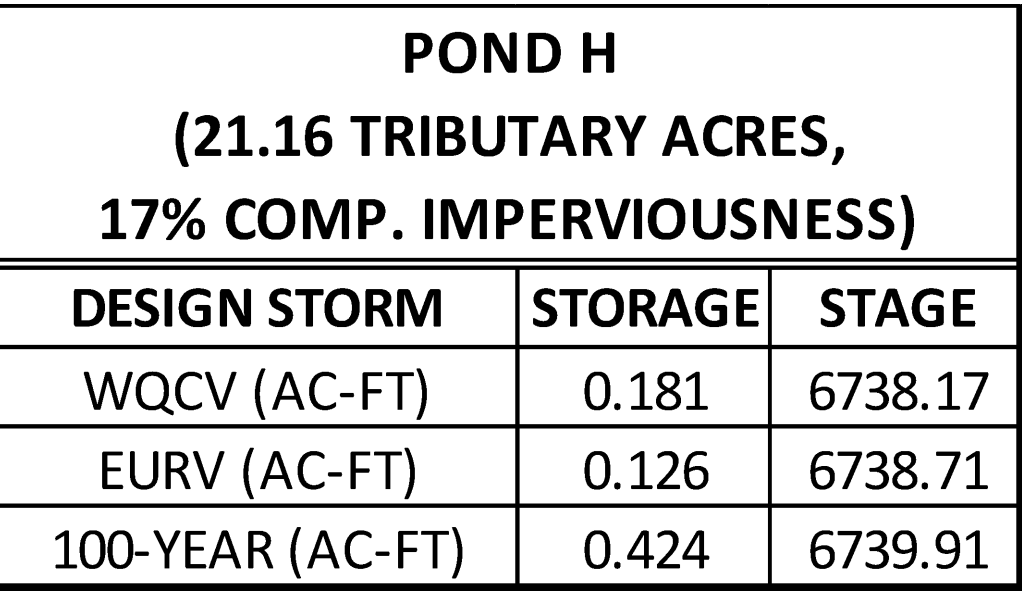 POND H
(21.16 TRIBUTARY ACRES,
17% COMP. IMPERVIOUSNESS)
DESIGN STORM STORAGE STAGE
WQCV (AC-FT) 0.181 6738.17
EURV (AC-FT) 0.126 6738.71
100-YEAR (AC-FT) 0.424 6739.91